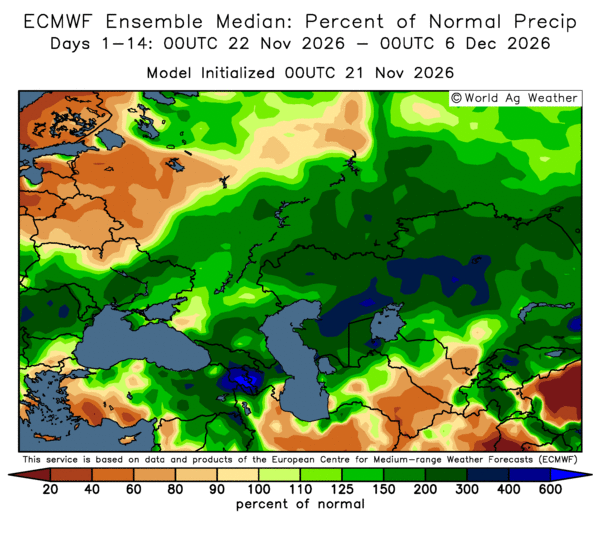 ECMWF Ensemble Median: Percent of Normal Precip
Days 1-14: 00UTC 22 Nov 2026 - 00UTC 6 Dec 2026
Model Initialized 00UTC 21 Nov 2026
©World Ag Weather
This service is based on data and products of the European Centre for Medium-range Weather Forecasts (ECMWF)
20 40 60 80 90 100 110 125 150 200 300 400 600
percent of normal